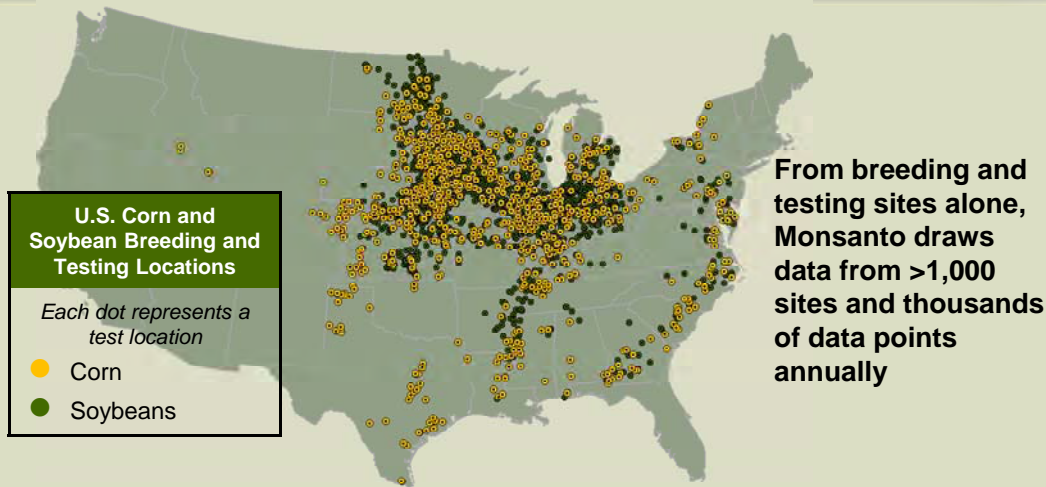 U.S. Corn and
Soybean Breeding and
Testing Locations
Each dot represents a
test location
Corn
Soybeans
From breeding and
testing sites alone,
Monsanto draws
data from >1,000
sites and thousands
of data points
annually